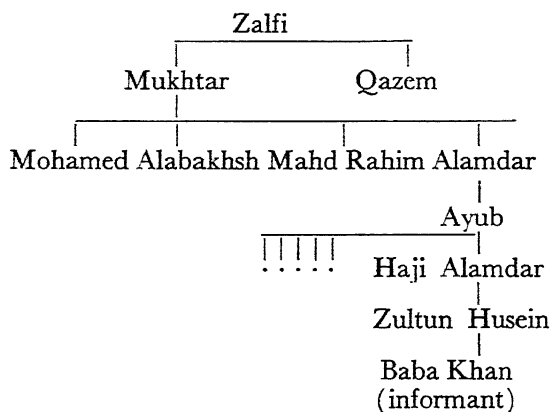 Zalfi
Mukhtar Qazem
Mohamed Alabakhsh Mahd Rahim Alamdar
Ayub
Haji Alamdar
Zultun Husein
Baba Khan
(informant)